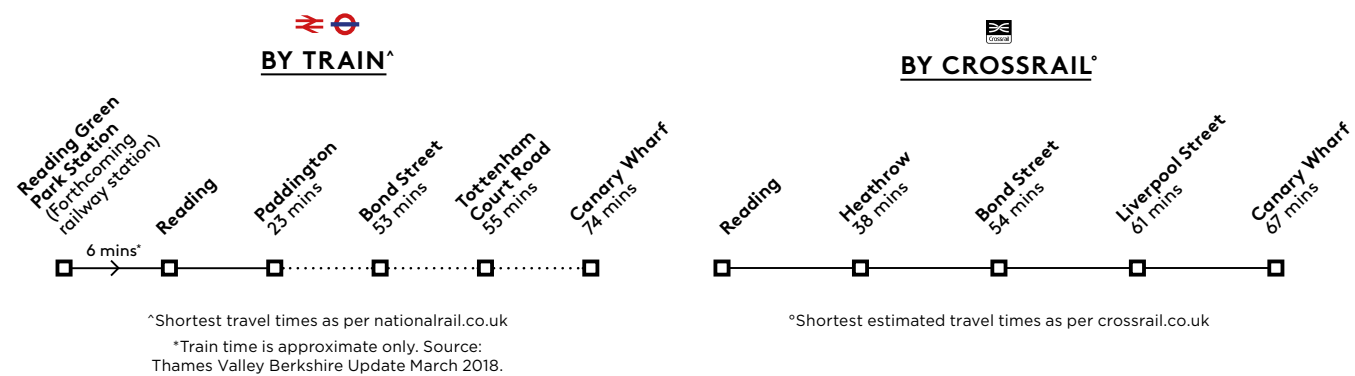 BY TRAIN^
Reading Green
Park Station
(Forthcoming
railway station)
6 mins*
Reading
Paddington
23 mins
Bond Street
53 mins
Tottenham
Court Road
55 mins
Canary Wharf
74 mins
^Shortest travel times as per nationalrail.co.uk
*Train time is approximate only. Source:
Thames Valley Berkshire Update March 2018.
Crossrail
BY CROSSRAIL°
Reading
Heathrow
38 mins
Bond Street
54 mins
Liverpool Street
61 mins
Canary Wharf
67 mins
°Shortest estimated travel times as per crossrail.co.uk